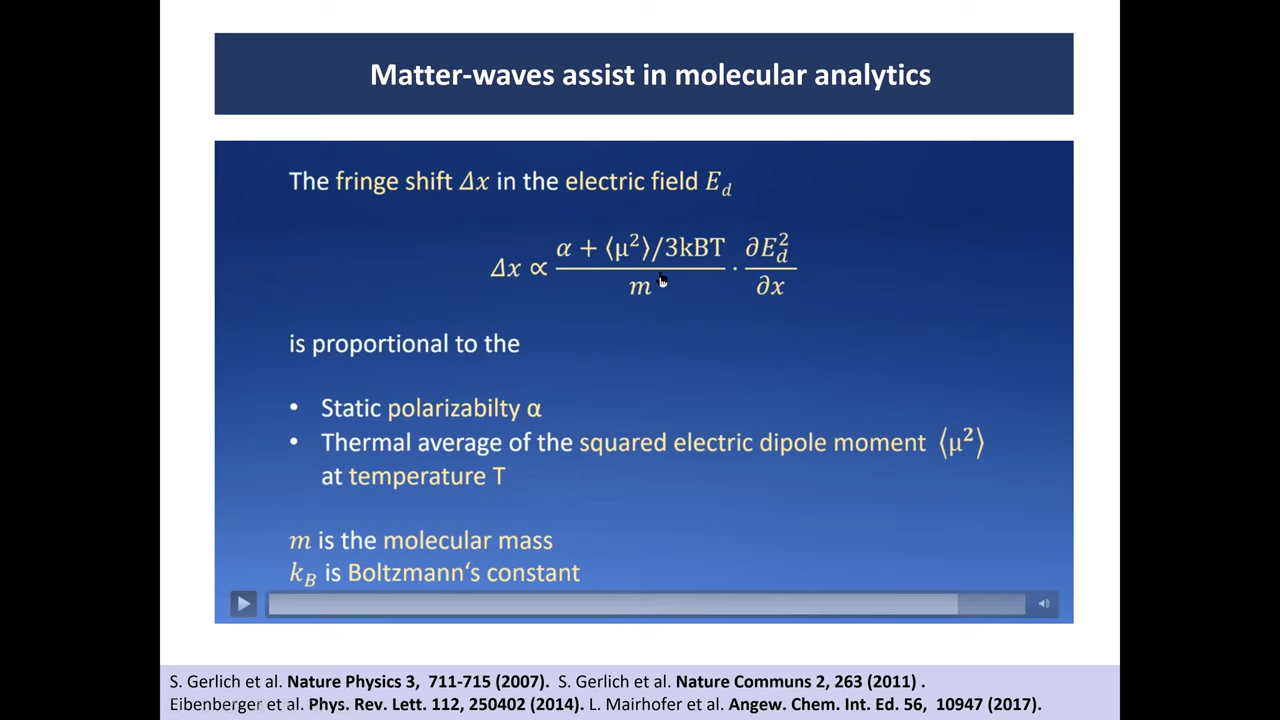 Matter-waves assist in molecular analytics
The fringe shift Δx in the electric field E_d
Δx ∝ (α + ⟨μ²⟩/3kBT)/m · ∂E_d²/∂x
is proportional to the
• Static polarizabilty α
• Thermal average of the squared electric dipole moment ⟨μ²⟩
at temperature T
m is the molecular mass
k_B is Boltzmann‘s constant
S. Gerlich et al. Nature Physics 3, 711-715 (2007). S. Gerlich et al. Nature Communs 2, 263 (2011) .
Eibenberger et al. Phys. Rev. Lett. 112, 250402 (2014). L. Mairhofer et al. Angew. Chem. Int. Ed. 56, 10947 (2017).